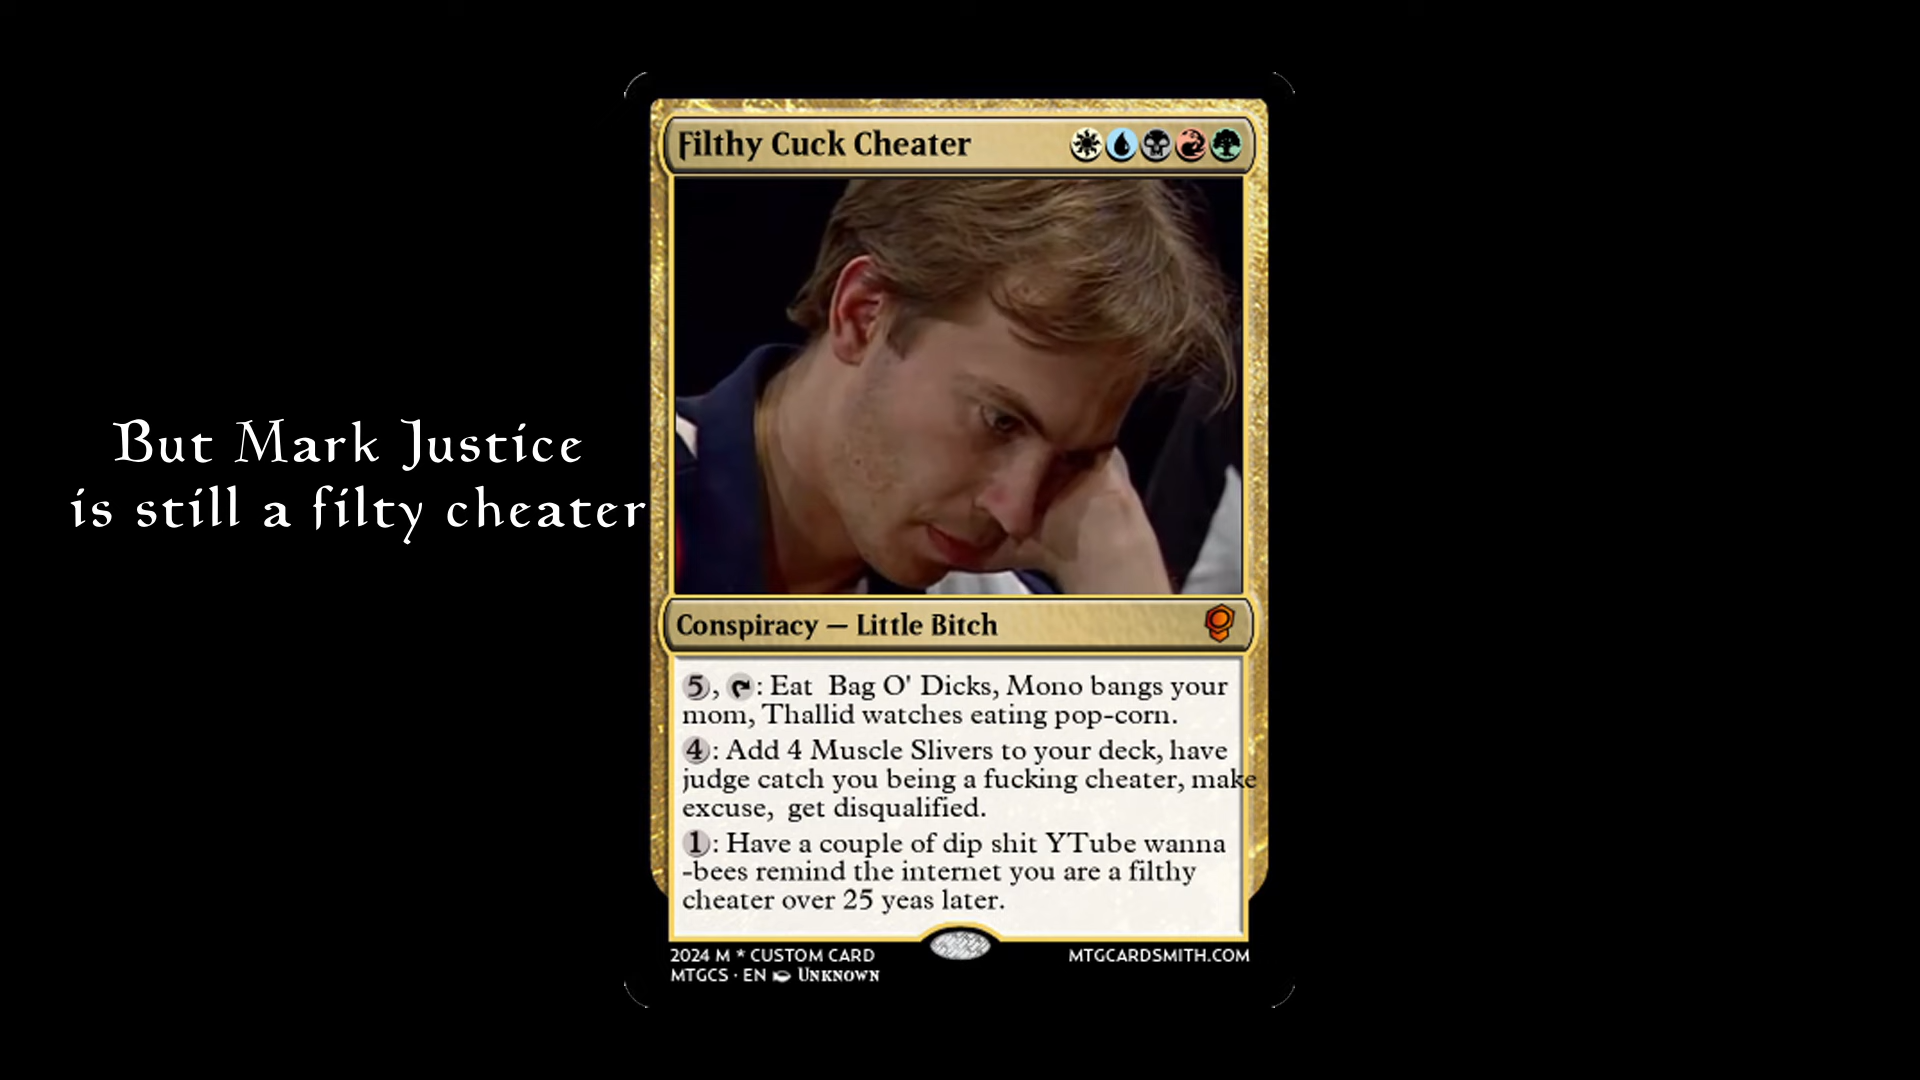 But Mark Justice
is still a filty cheater
Filthy Cuck Cheater
Conspiracy — Little Bitch
5, : Eat  Bag O' Dicks, Mono bangs your
mom, Thallid watches eating pop-corn.
4: Add 4 Muscle Slivers to your deck, have
judge catch you being a fucking cheater, make
excuse,  get disqualified.
1: Have a couple of dip shit YTube wanna
-bees remind the internet you are a filthy
cheater over 25 yeas later.
2024 M * CUSTOM CARD
MTGCS · EN UNKNOWN
MTGCARDSMITH.COM